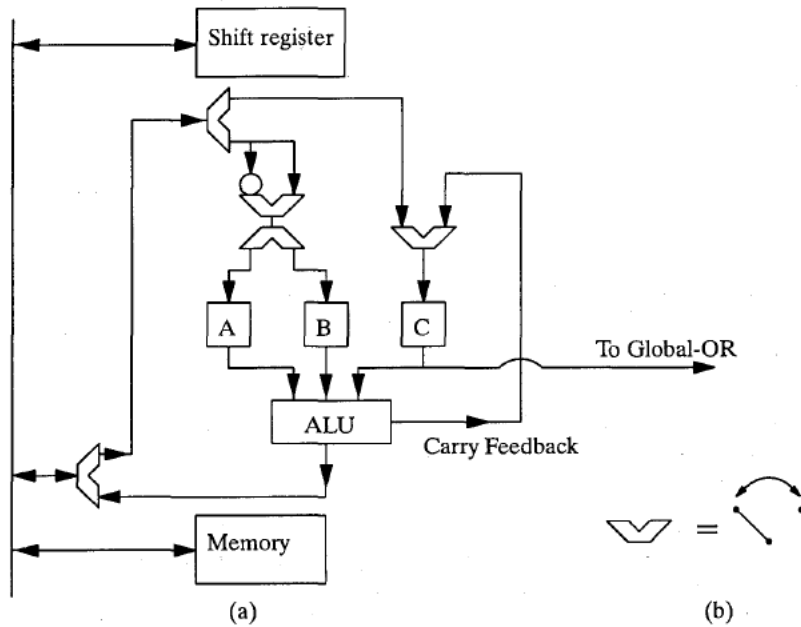 Shift register
A
B
C
To Global-OR
ALU
Carry Feedback
=
Memory
(a)
(b)